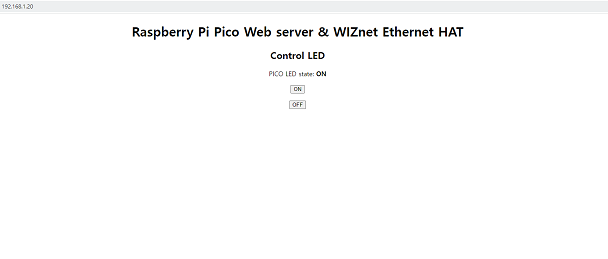 192.168.1.20
Raspberry Pi Pico Web server & WIZnet Ethernet HAT
Control LED
PICO LED state: ON
ON
OFF